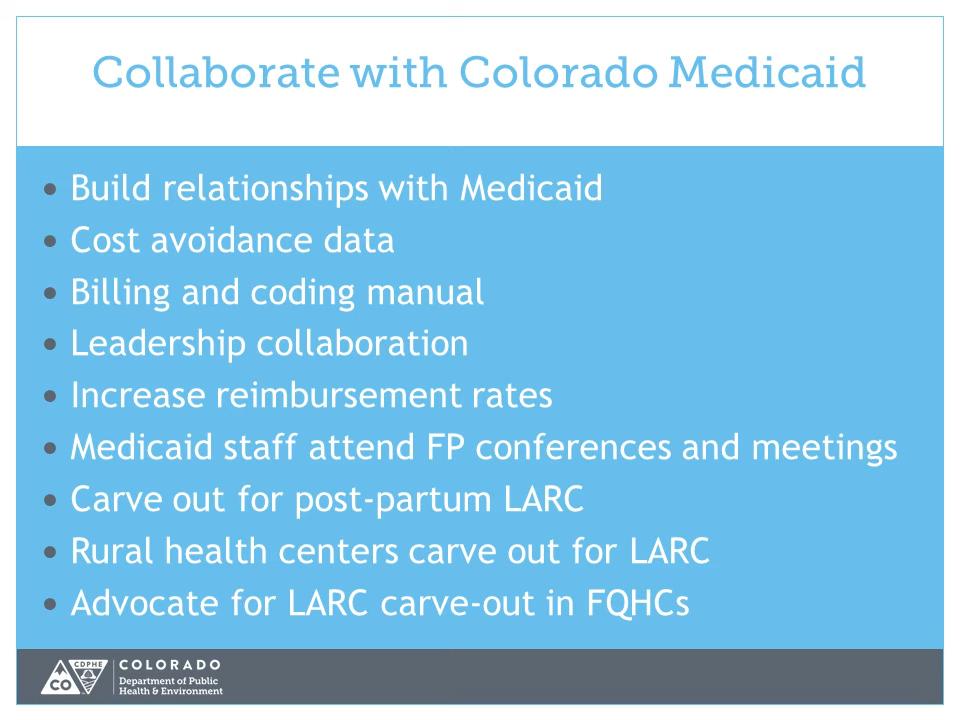 Collaborate with Colorado Medicaid
• Build relationships with Medicaid
• Cost avoidance data
• Billing and coding manual
• Leadership collaboration
• Increase reimbursement rates
• Medicaid staff attend FP conferences and meetings
• Carve out for post-partum LARC
• Rural health centers carve out for LARC
• Advocate for LARC carve-out in FQHCs
CO
CDPHE
COLORADO
Department of Public
Health & Environment